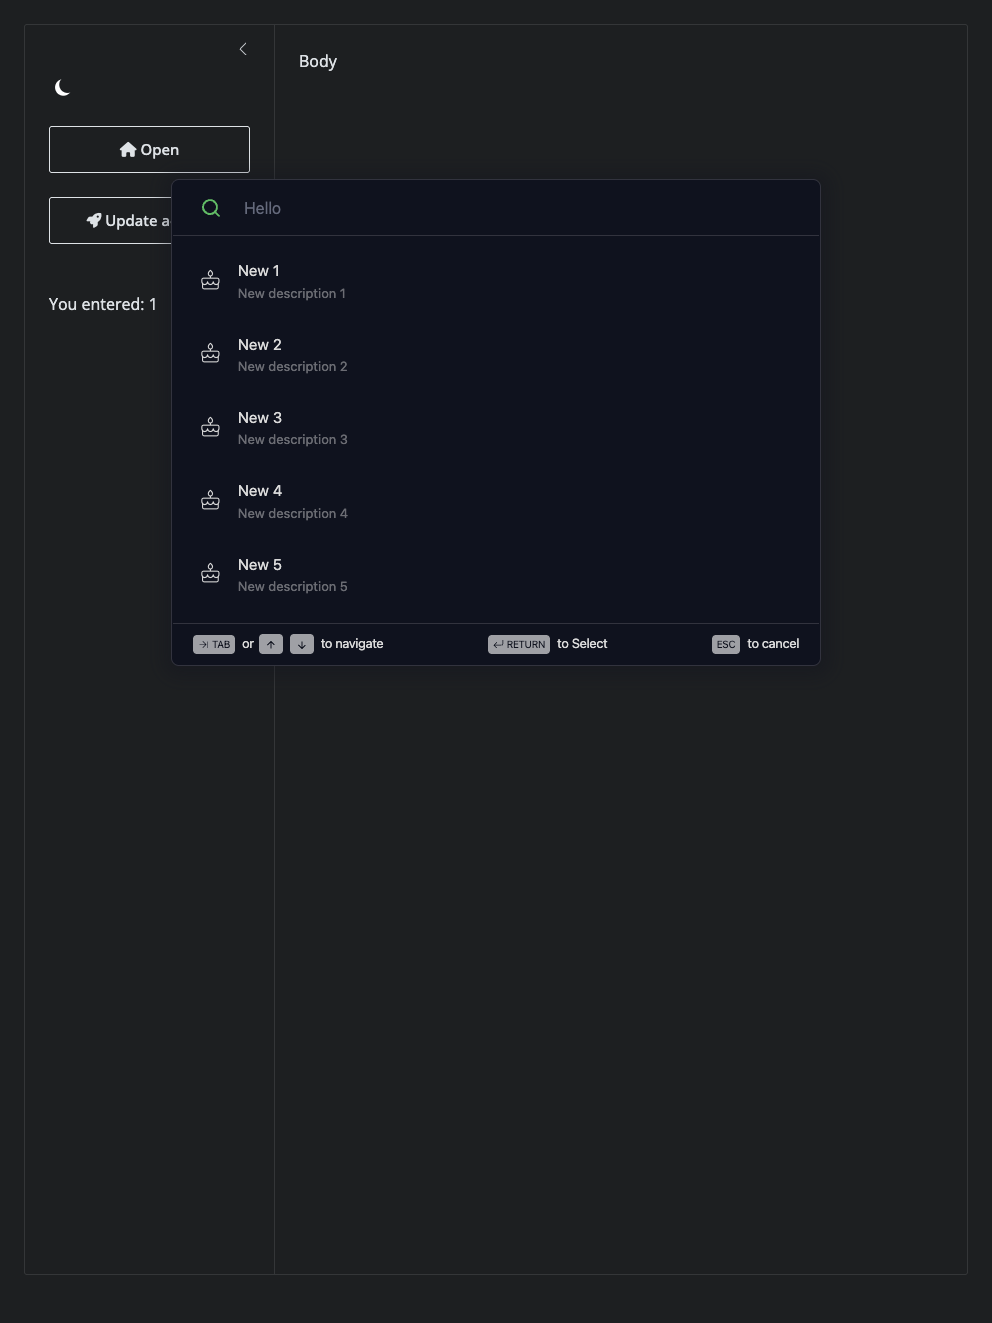 Body
Open
Update a
You entered: 1
Hello
New 1
New description 1
New 2
New description 2
New 3
New description 3
New 4
New description 4
New 5
New description 5
TAB or to navigate
RETURN to Select
ESC to cancel